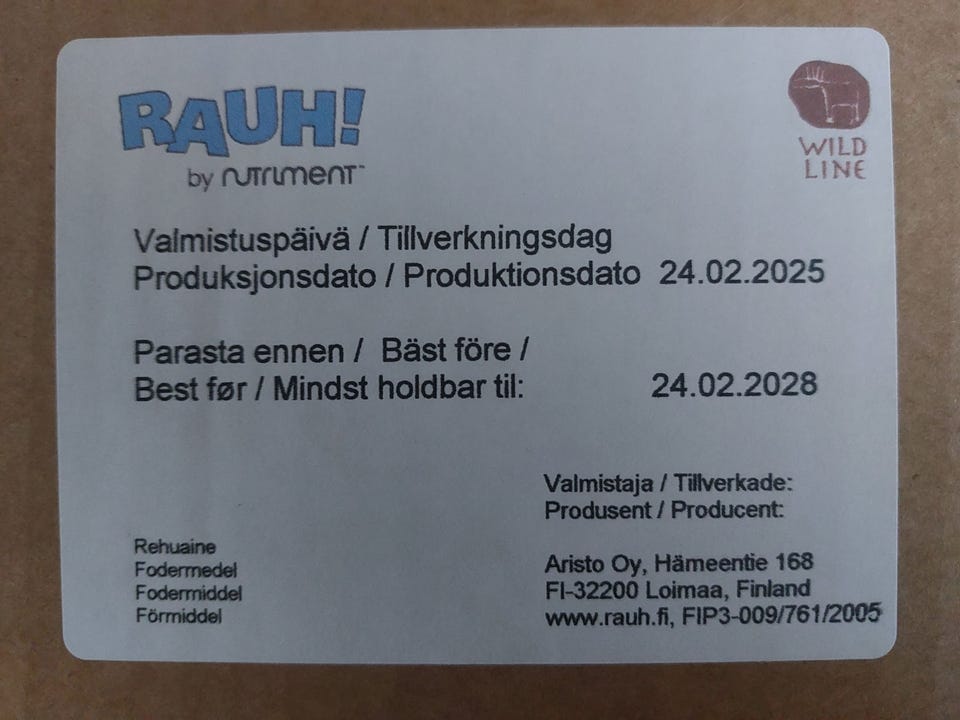 RAUH!
by nutriment™
WILD
LINE
Valmistuspäivä / Tillverkningsdag
Produksjonsdato / Produktionsdato 24.02.2025
Parasta ennen / Bäst före /
Best før / Mindst holdbar til: 24.02.2028
Valmistaja / Tillverkade:
Produsent / Producent:
Rehuaine
Fodermedel
Fodermiddel
Förmiddel
Aristo Oy, Hämeentie 168
FI-32200 Loimaa, Finland
www.rauh.fi, FIP3-009/761/2005